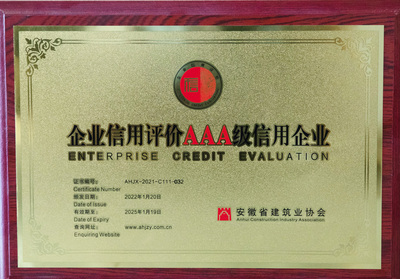 企业信用评价AAA级信用企业
ENTERPRISE CREDIT EVALUATION
证书编号: AHJX-2021-C111-032
Certificate Number
颁发日期: 2022年1月20日
Date of Issue
有效期至: 2025年1月19日
Date of Expiry
查询网址: www.ahjzy.com.cn
Enquiring Website
安徽省建筑业协会
Anhui Construction Industry Association